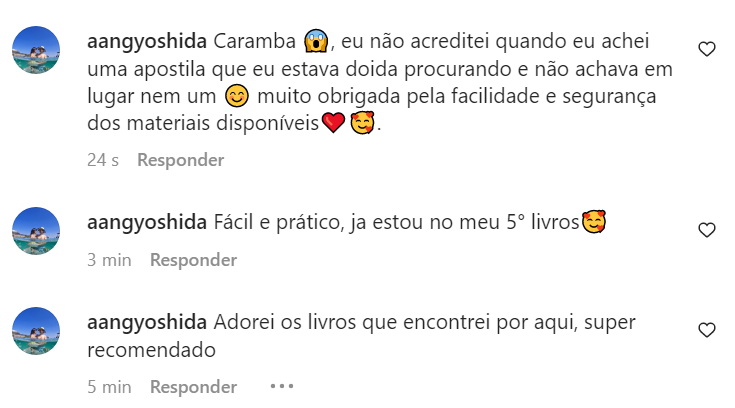 aangyoshida Caramba 😱, eu não acreditei quando eu achei
uma apostila que eu estava doida procurando e não achava em
lugar nem um 😊 muito obrigada pela facilidade e segurança
dos materiais disponíveis❤️🥰.
24 s Responder
aangyoshida Fácil e prático, ja estou no meu 5° livros🥰
3 min Responder
aangyoshida Adorei os livros que encontrei por aqui, super
recomendado
5 min Responder •••